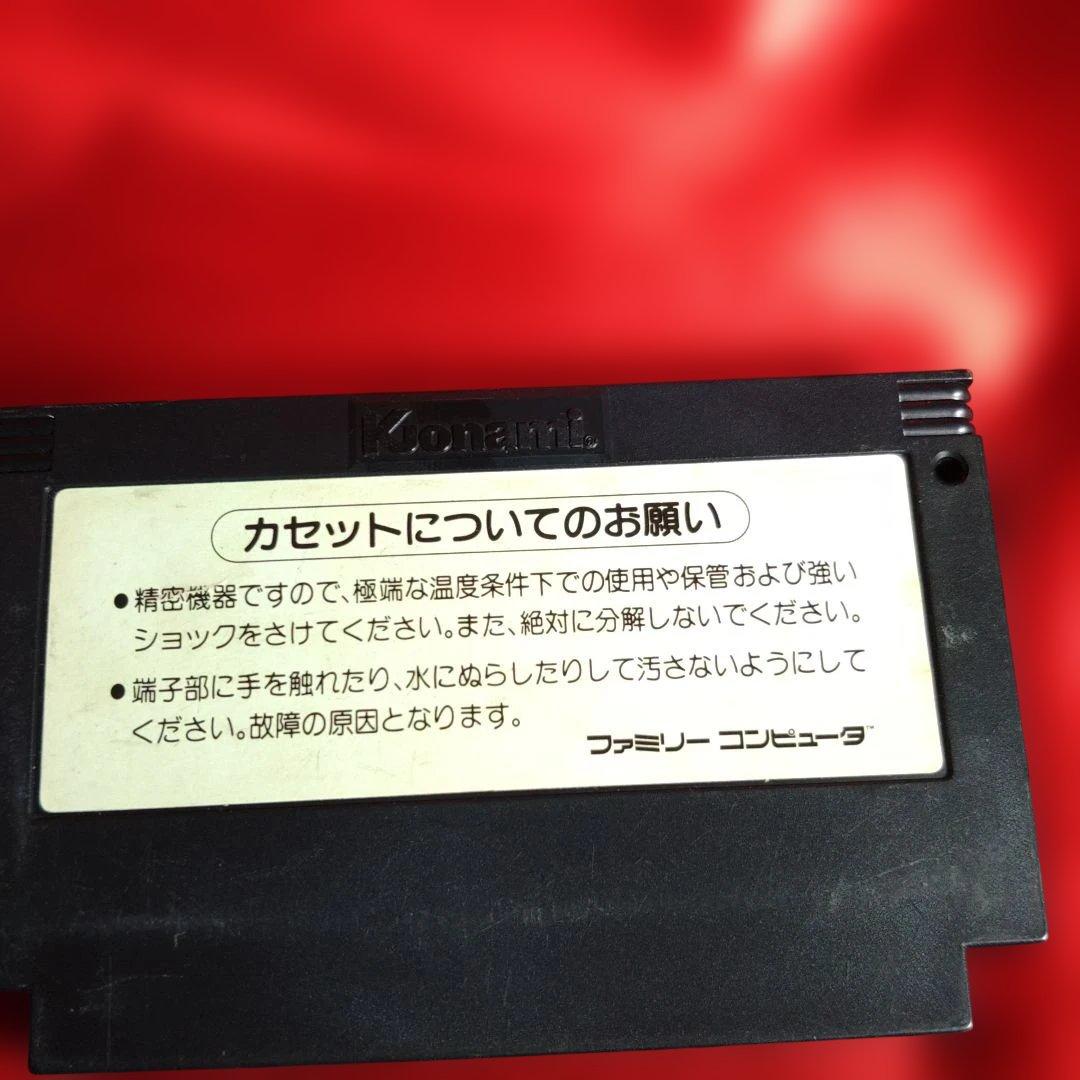 Konami®
カセットについてのお願い
●精密機器ですので、極端な温度条件下での使用や保管および強い
ショックをさけてください。また、絶対に分解しないでください。
●端子部に手を触れたり、水にぬらしたりして汚さないようにして
ください。故障の原因となります。
ファミリー コンピュータ™